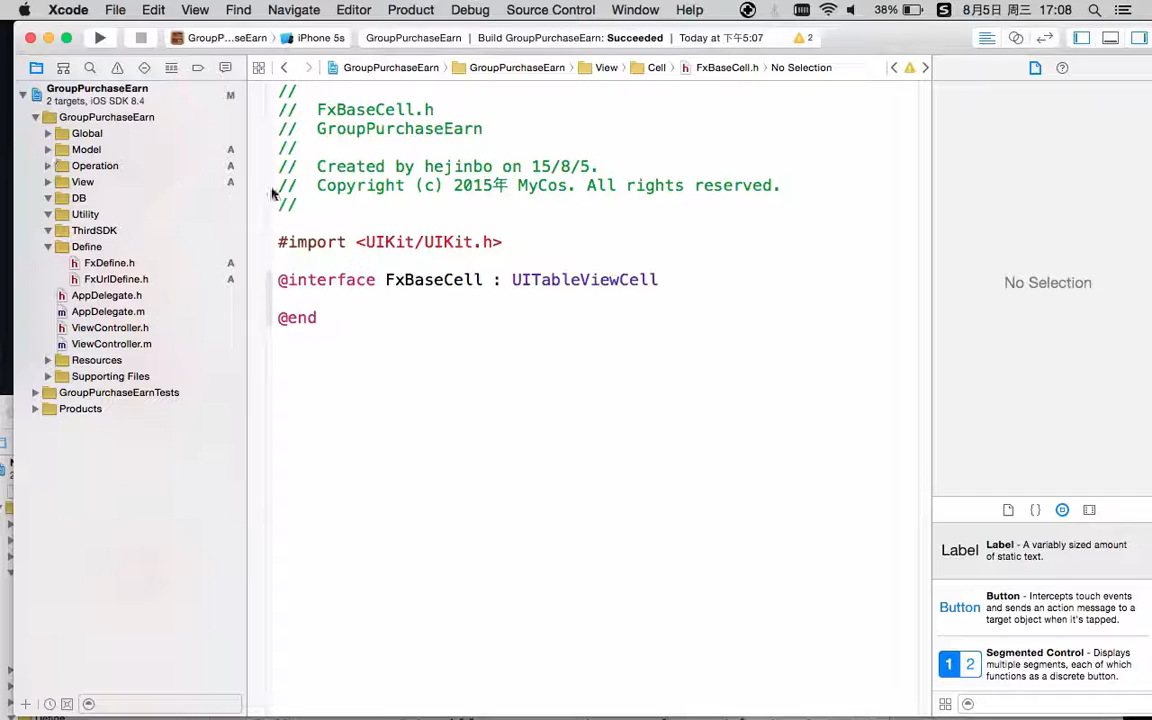 Xcode File Edit View Find Navigate Editor Product Debug Source Control Window Help 38% 8月5日 周三 17:08
GroupP...seEarn iPhone 5s GroupPurchaseEarn Build GroupPurchaseEarn: Succeeded Today at 下午5:07 2
GroupPurchaseEarn GroupPurchaseEarn View Cell FxBaseCell.h No Selection
GroupPurchaseEarn
2 targets, iOS SDK 8.4
M
GroupPurchaseEarn
Global
Model A
Operation A
View A
DB
Utility
ThirdSDK
Define
FxDefine.h A
FxUrlDefine.h A
AppDelegate.h
AppDelegate.m
ViewController.h
ViewController.m
Resources
Supporting Files
GroupPurchaseEarnTests
Products
//
// FxBaseCell.h
// GroupPurchaseEarn
//
// Created by hejinbo on 15/8/5.
// Copyright (c) 2015年 MyCos. All rights reserved.
//
#import <UIKit/UIKit.h>
@interface FxBaseCell : UITableViewCell
@end
No Selection
Label
Label - A variably sized amount
of static text.
Button
Button - Intercepts touch events
and sends an action message to a
target object when it's tapped.
1 2
Segmented Control - Displays
multiple segments, each of which
functions as a discrete button.